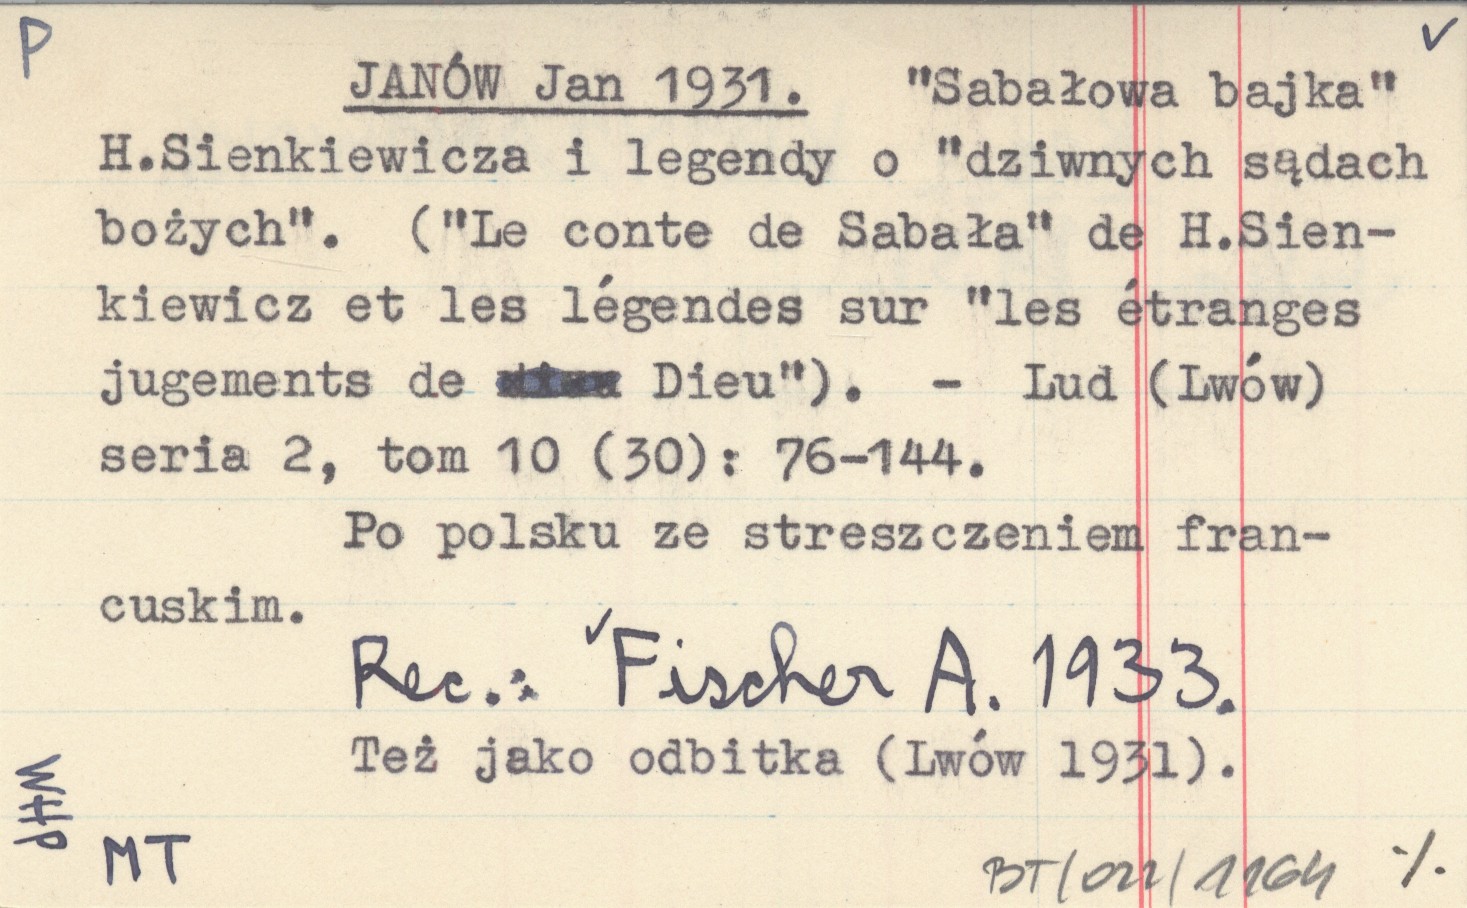 P ✓
JANÓW Jan 1931. "Sabałowa bajka"
H.Sienkiewicza i legendy o "dziwnych sądach
bożych". ("Le conte de Sabała" de H.Sien-
kiewicz et les légendes sur "les étranges
jugements de Dieu"). - Lud (Lwów)
seria 2, tom 10 (30): 76-144.
Po polsku ze streszczeniem fran-
cuskim.
Rec.: ✓Fischer A. 1933.
Też jako odbitka (Lwów 1931).
MT
BT/022/1164 ./.